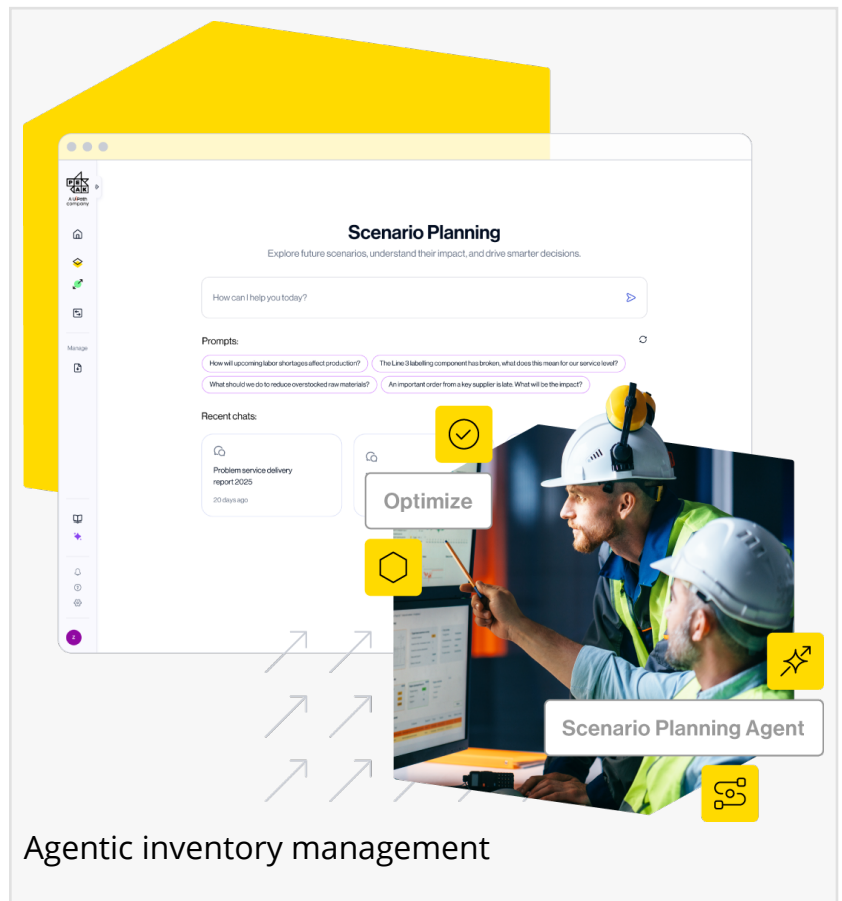 PEAK
A UiPath
company
Scenario Planning
Explore future scenarios, understand their impact, and drive smarter decisions.
How can I help you today?
Prompts:
How will upcoming labor shortages affect production?
The Line 3 labelling component has broken, what does this mean for our service level?
What should we do to reduce overstocked raw materials?
An important order from a key supplier is late. What will be the impact?
Manage
Recent chats:
Problem service delivery
report 2025
20 days ago
Optimize
Scenario Planning Agent
z
Agentic inventory management